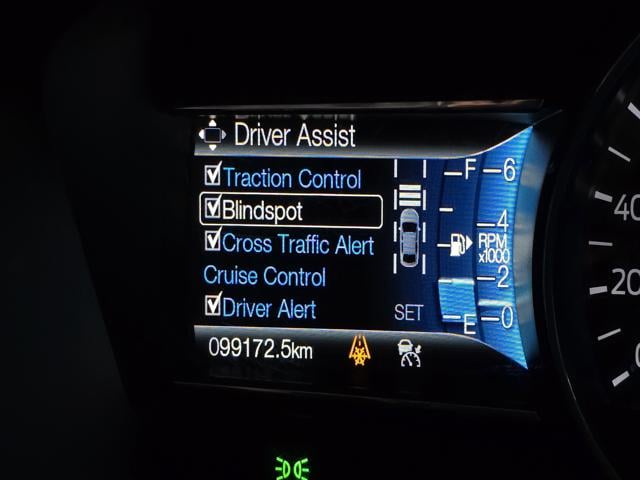 Driver Assist
Traction Control
Blindspot
Cross Traffic Alert
Cruise Control
Driver Alert
SET
F
E
6
4
RPM
x1000
2
0
099172.5km
40
20